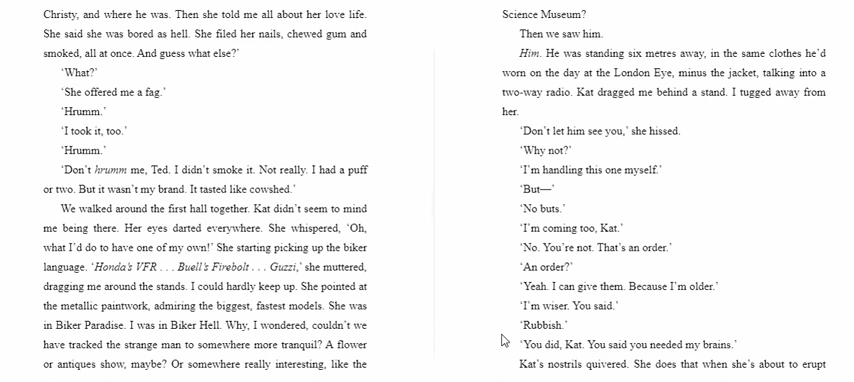 Christy, and where he was. Then she told me all about her love life.
She said she was bored as hell. She filed her nails, chewed gum and
smoked, all at once. And guess what else?’
‘What?’
‘She offered me a fag.’
‘Hrumm.’
‘I took it, too.’
‘Hrumm.’
‘Don’t hrumm me, Ted. I didn’t smoke it. Not really. I had a puff
or two. But it wasn’t my brand. It tasted like cowshed.’
We walked around the first hall together. Kat didn’t seem to mind
me being there. Her eyes darted everywhere. She whispered, ‘Oh,
what I’d do to have one of my own!’ She starting picking up the biker
language. ‘Honda’s VFR . . . Buell’s Firebolt . . . Guzzi,’ she muttered,
dragging me around the stands. I could hardly keep up. She pointed at
the metallic paintwork, admiring the biggest, fastest models. She was
in Biker Paradise. I was in Biker Hell. Why, I wondered, couldn’t we
have tracked the strange man to somewhere more tranquil? A flower
or antiques show, maybe? Or somewhere really interesting, like the
Science Museum?
Then we saw him.
Him. He was standing six metres away, in the same clothes he’d
worn on the day at the London Eye, minus the jacket, talking into a
two-way radio. Kat dragged me behind a stand. I tugged away from
her.
‘Don’t let him see you,’ she hissed.
‘Why not?’
‘I’m handling this one myself.’
‘But—’
‘No buts.’
‘I’m coming too, Kat.’
‘No. You’re not. That’s an order.’
‘An order?’
‘Yeah. I can give them. Because I’m older.’
‘I’m wiser. You said.’
‘Rubbish.’
‘You did, Kat. You said you needed my brains.’
Kat’s nostrils quivered. She does that when she’s about to erupt